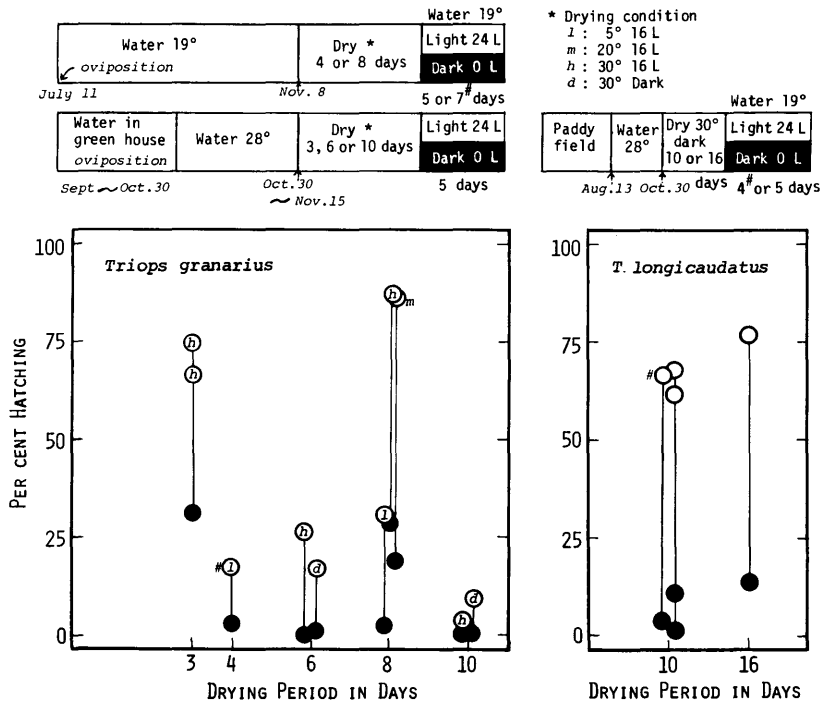 Water 19°
oviposition
July 11
Dry *
4 or 8 days
Nov. 8
Water 19°
Light 24 L
Dark 0 L
5 or 7# days
* Drying condition
l : 5° 16 L
m : 20° 16 L
h : 30° 16 L
d : 30° Dark
Water in
green house
oviposition
Sept ~ Oct.30
Water 28°
Dry *
3, 6 or 10 days
Oct.30
~ Nov.15
Light 24 L
Dark 0 L
5 days
Paddy
field
Water
28°
Aug.13
Dry 30°
dark
10 or 16
days
Oct.30
Water 19°
Light 24 L
Dark 0 L
4# or 5 days
Triops granarius
PER CENT HATCHING
100
75
50
25
0
h
h
#
l
h
d
l
h
m
h
d
3
4
6
8
10
DRYING PERIOD IN DAYS
T. longicaudatus
100
75
50
25
0
#
10
16
DRYING PERIOD IN DAYS